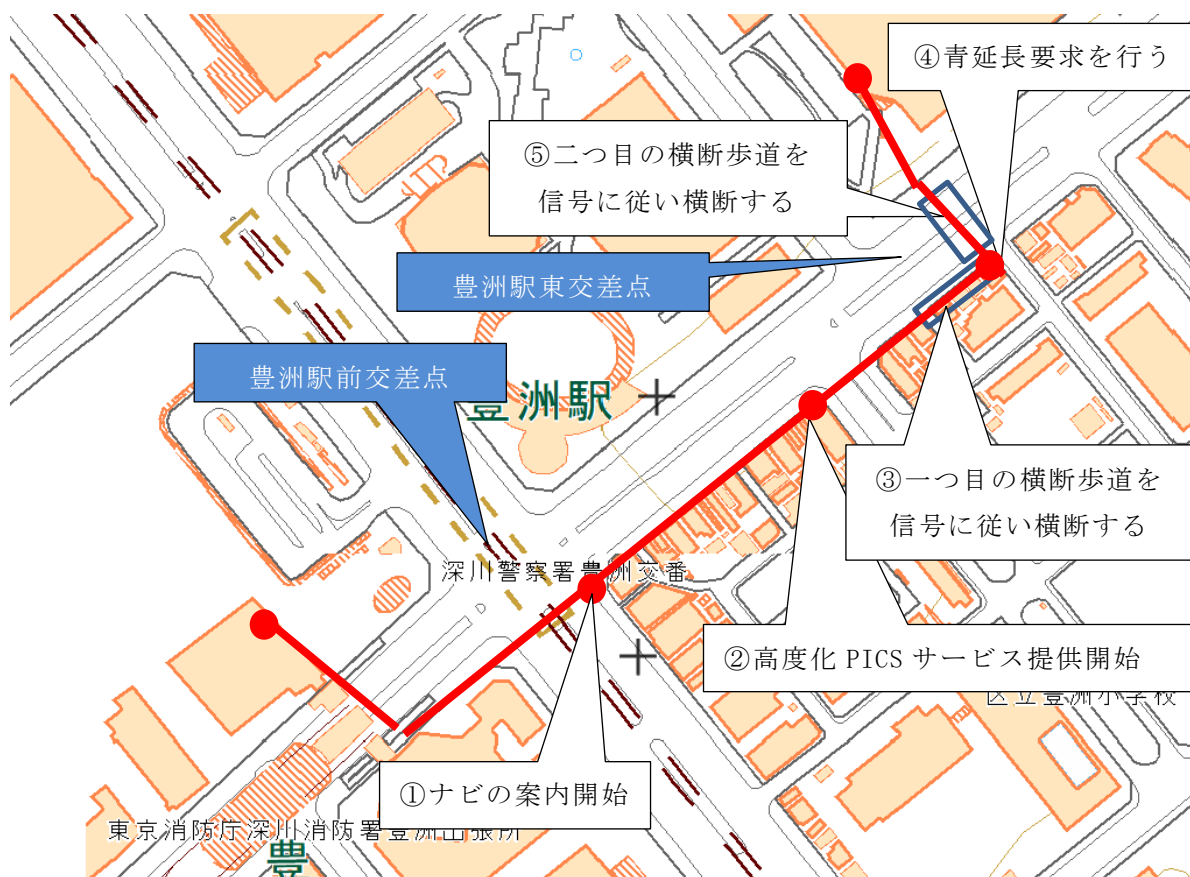 ④青延長要求を行う
⑤二つ目の横断歩道を
信号に従い横断する
豊洲駅東交差点
豊洲駅前交差点
豊洲駅
③一つ目の横断歩道を
信号に従い横断する
深川警察署豊洲交番
②高度化 PICS サービス提供開始
区立豊洲小学校
①ナビの案内開始
東京消防庁深川消防署豊洲出張所
豊